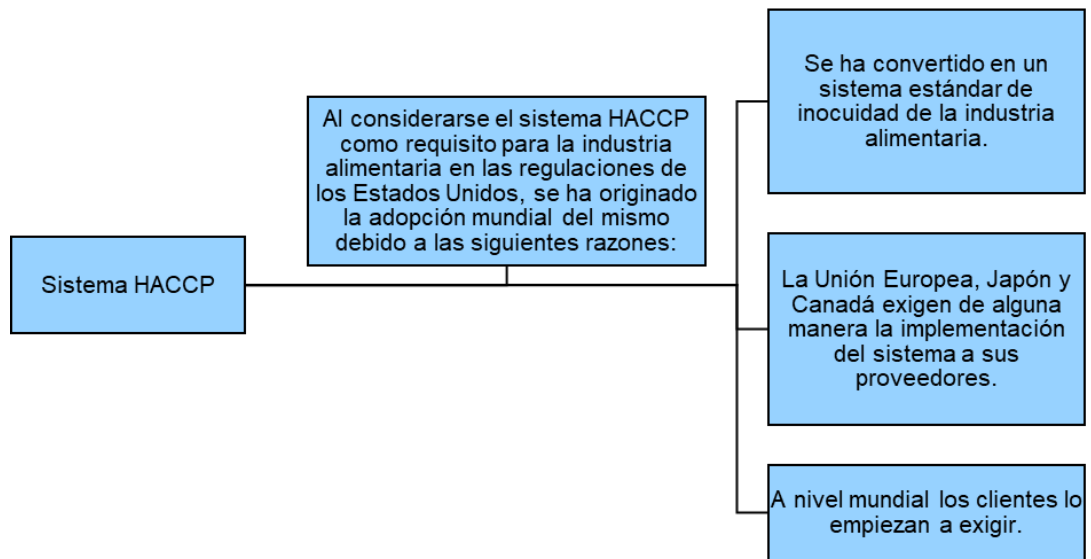 Sistema HACCP
Al considerarse el sistema HACCP
como requisito para la industria
alimentaria en las regulaciones de
los Estados Unidos, se ha originado
la adopción mundial del mismo
debido a las siguientes razones:
Se ha convertido en un
sistema estándar de
inocuidad de la industria
alimentaria.
La Unión Europea, Japón y
Canadá exigen de alguna
manera la implementación
del sistema a sus
proveedores.
A nivel mundial los clientes lo
empiezan a exigir.